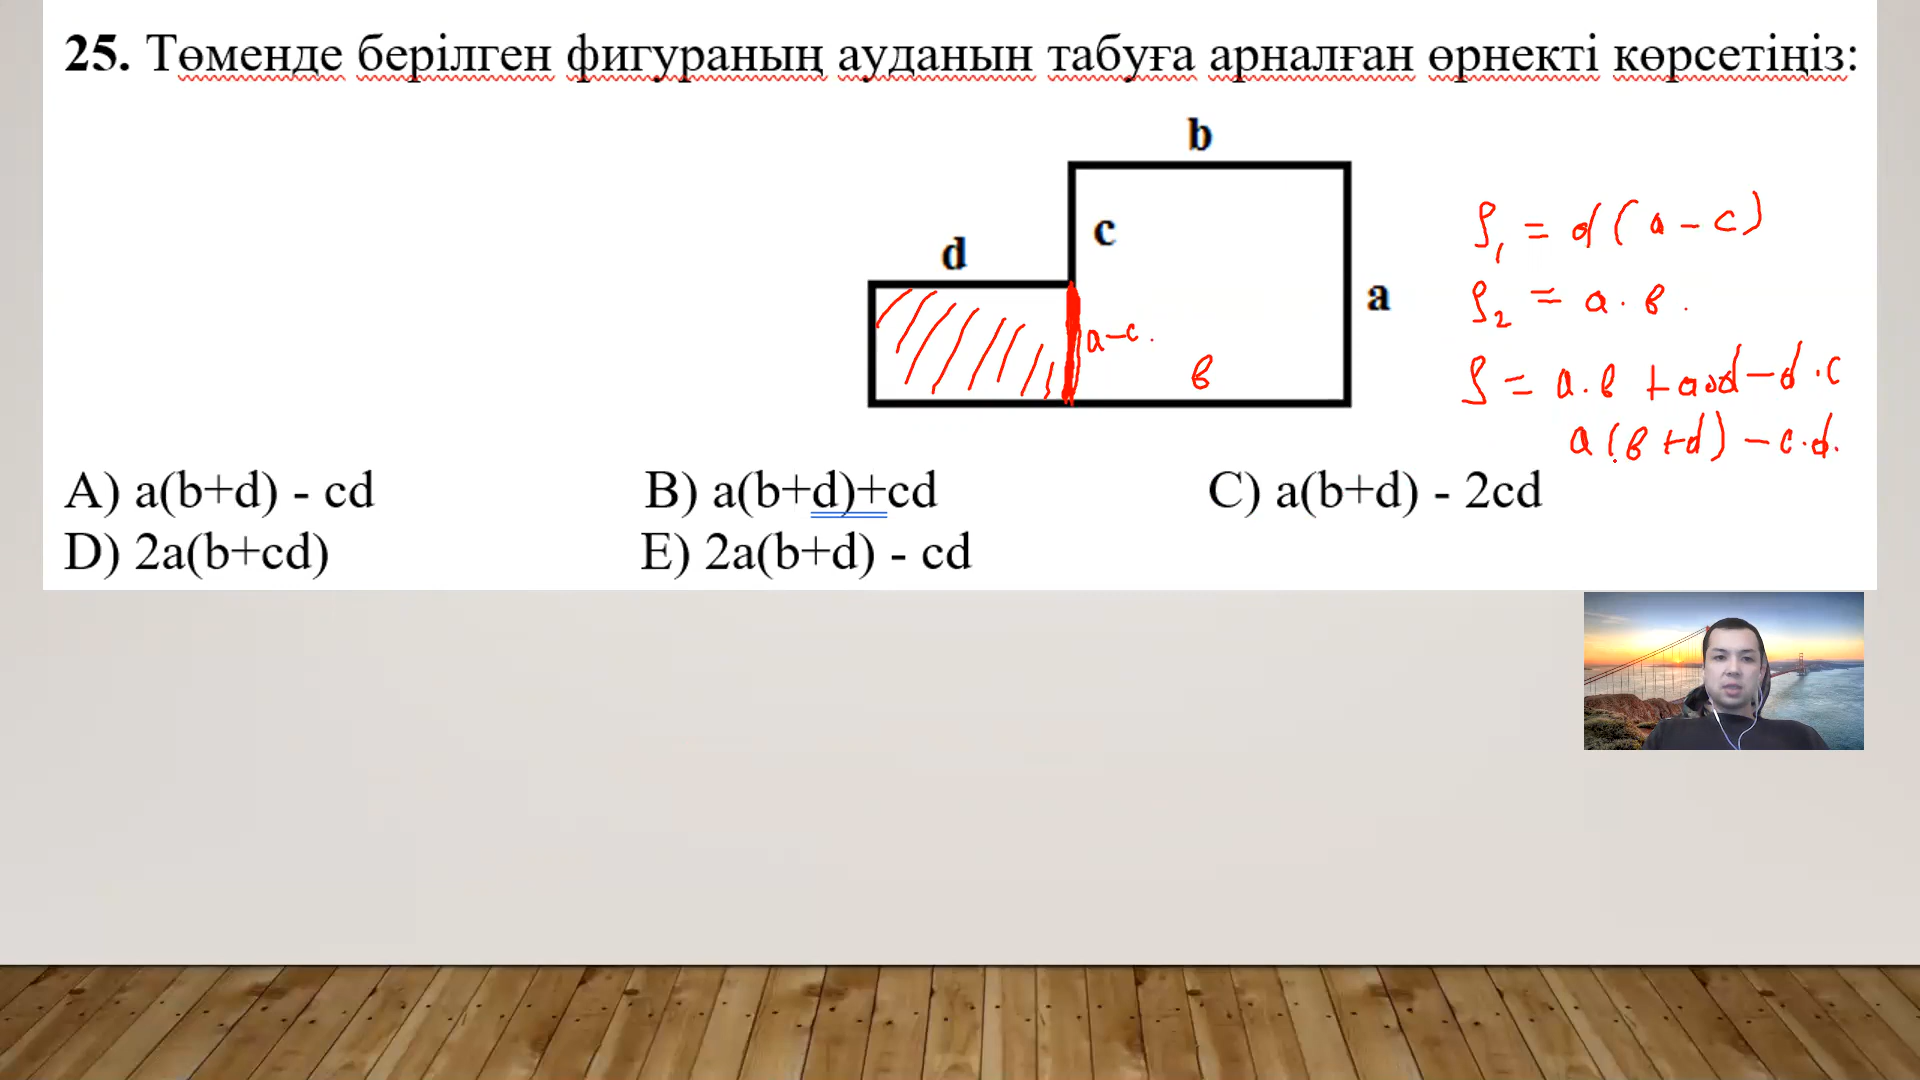 25. Төменде берілген фигураның ауданын табуға арналған өрнекті көрсетіңіз:
b
c
d
a
a-c.
в
S₁ = d(a-c)
S₂ = a·в.
S = a·в + a·d-d·c
a(в+d)-c·d.
A) a(b+d) - cd
B) a(b+d)+cd
C) a(b+d) - 2cd
D) 2a(b+cd)
E) 2a(b+d) - cd